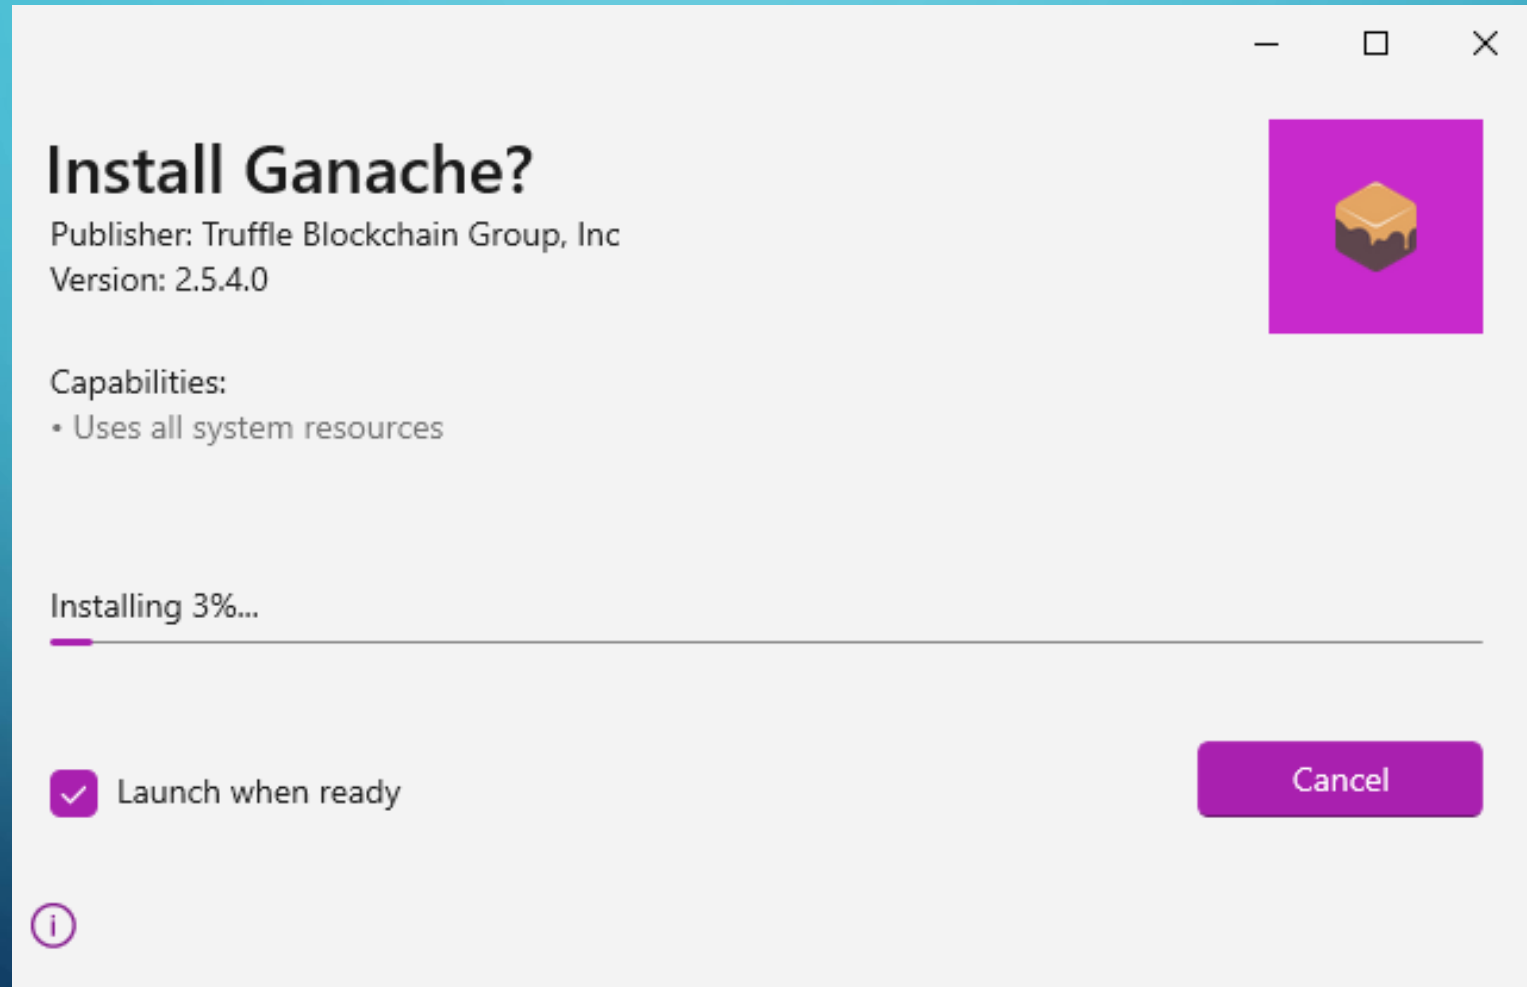 Install Ganache?
Publisher: Truffle Blockchain Group, Inc
Version: 2.5.4.0
Capabilities:
• Uses all system resources
Installing 3%...
Launch when ready
Cancel